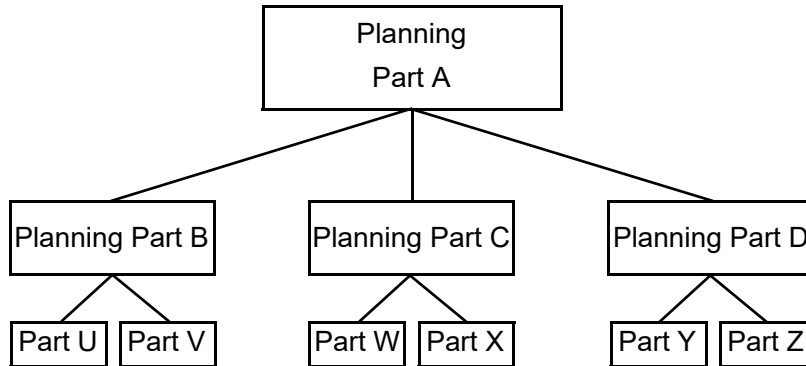 Planning
Part A
Planning Part B
Planning Part C
Planning Part D
Part U
Part V
Part W
Part X
Part Y
Part Z